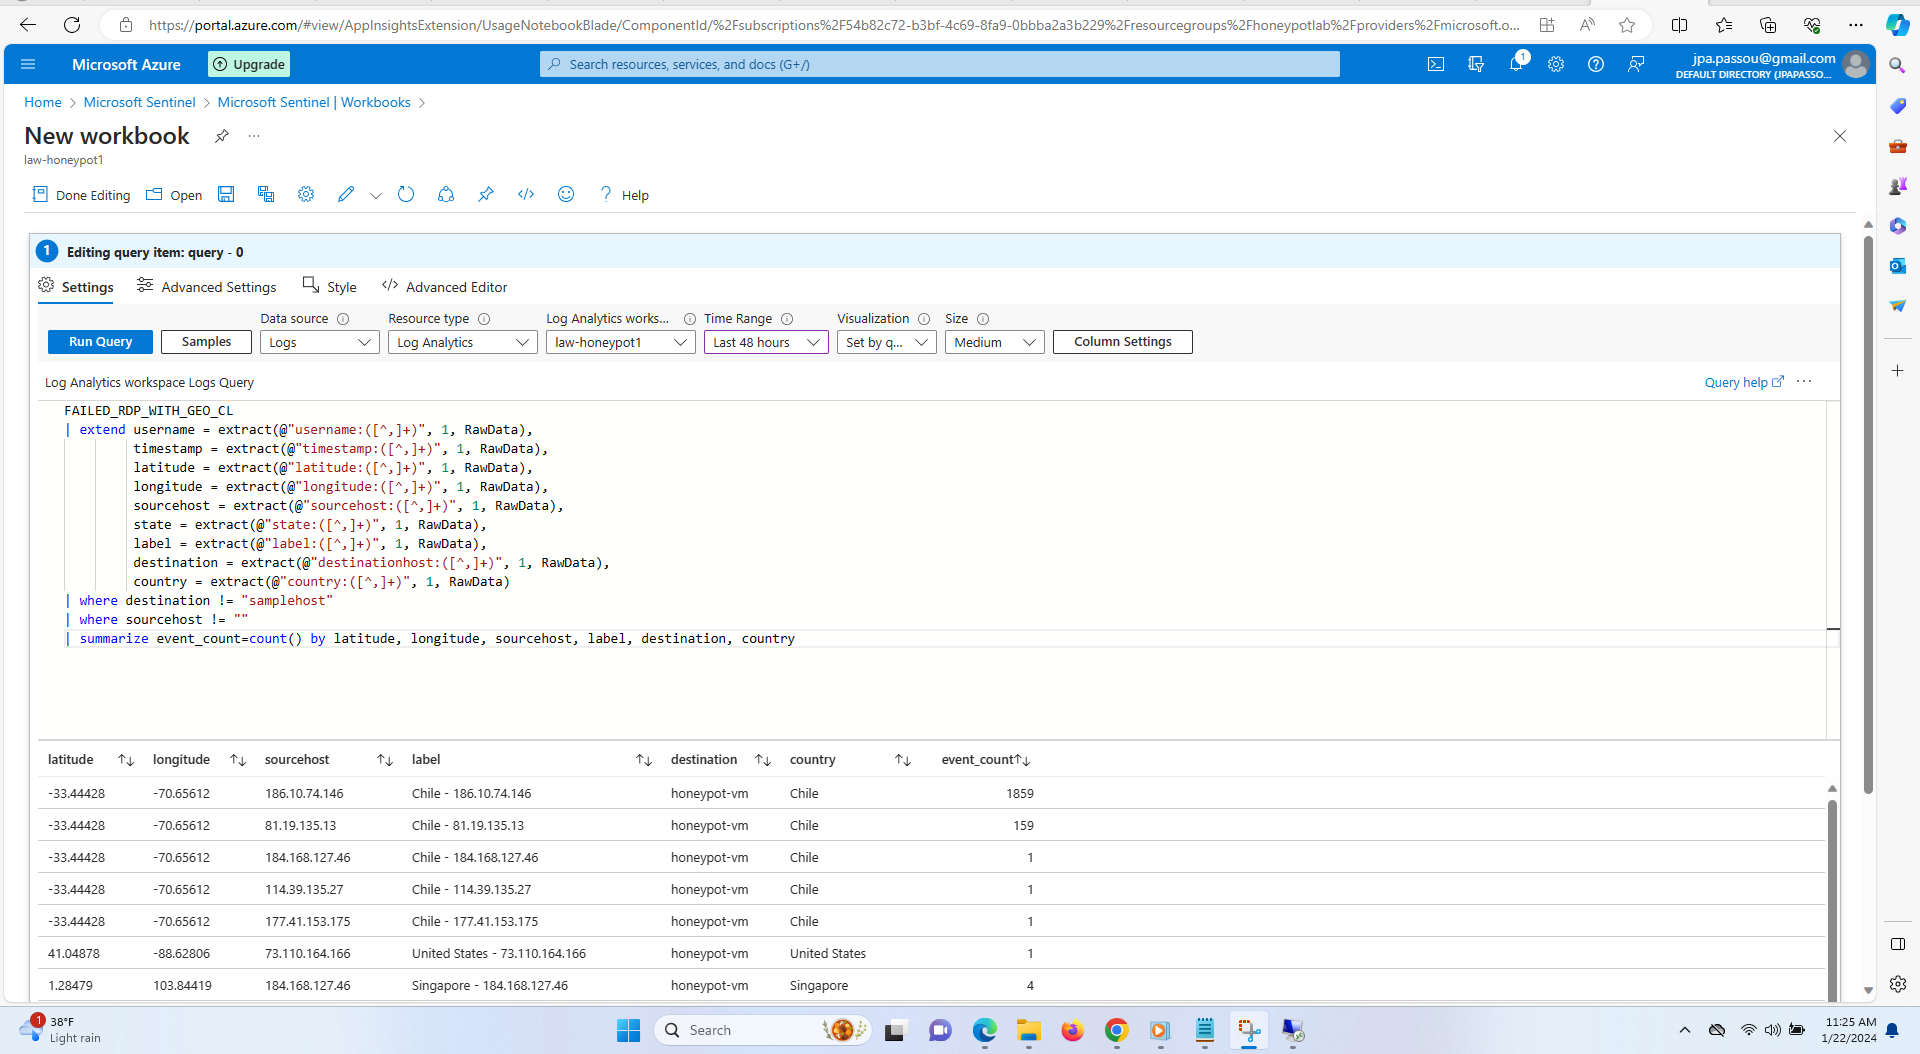 https://portal.azure.com/#view/AppInsightsExtension/UsageNotebookBlade/ComponentId/%2Fsubscriptions%2F54b82c72-b3bf-4c69-8fa9-0bbba2a3b229%2Fresourcegroups%2Fhoneypotlab%2Fproviders%2Fmicrosoft.o...
Microsoft Azure
Upgrade
Search resources, services, and docs (G+/)
1
jpa.passou@gmail.com
DEFAULT DIRECTORY (JPAPASSO...
Home > Microsoft Sentinel > Microsoft Sentinel | Workbooks >
New workbook
law-honeypot1
Done Editing Open Help
1 Editing query item: query - 0
Settings Advanced Settings Style Advanced Editor
Data source Resource type Log Analytics works... Time Range Visualization Size
Run Query Samples Logs Log Analytics law-honeypot1 Last 48 hours Set by q... Medium Column Settings
Log Analytics workspace Logs Query Query help
FAILED_RDP_WITH_GEO_CL
| extend username = extract(@"username:([^,]+)", 1, RawData),
timestamp = extract(@"timestamp:([^,]+)", 1, RawData),
latitude = extract(@"latitude:([^,]+)", 1, RawData),
longitude = extract(@"longitude:([^,]+)", 1, RawData),
sourcehost = extract(@"sourcehost:([^,]+)", 1, RawData),
state = extract(@"state:([^,]+)", 1, RawData),
label = extract(@"label:([^,]+)", 1, RawData),
destination = extract(@"destinationhost:([^,]+)", 1, RawData),
country = extract(@"country:([^,]+)", 1, RawData)
| where destination != "samplehost"
| where sourcehost != ""
| summarize event_count=count() by latitude, longitude, sourcehost, label, destination, country
latitude longitude sourcehost label destination country event_count
-33.44428 -70.65612 186.10.74.146 Chile - 186.10.74.146 honeypot-vm Chile 1859
-33.44428 -70.65612 81.19.135.13 Chile - 81.19.135.13 honeypot-vm Chile 159
-33.44428 -70.65612 184.168.127.46 Chile - 184.168.127.46 honeypot-vm Chile 1
-33.44428 -70.65612 114.39.135.27 Chile - 114.39.135.27 honeypot-vm Chile 1
-33.44428 -70.65612 177.41.153.175 Chile - 177.41.153.175 honeypot-vm Chile 1
41.04878 -88.62806 73.110.164.166 United States - 73.110.164.166 honeypot-vm United States 1
1.28479 103.84419 184.168.127.46 Singapore - 184.168.127.46 honeypot-vm Singapore 4
1
38°F
Light rain
Search
11:25 AM
1/22/2024